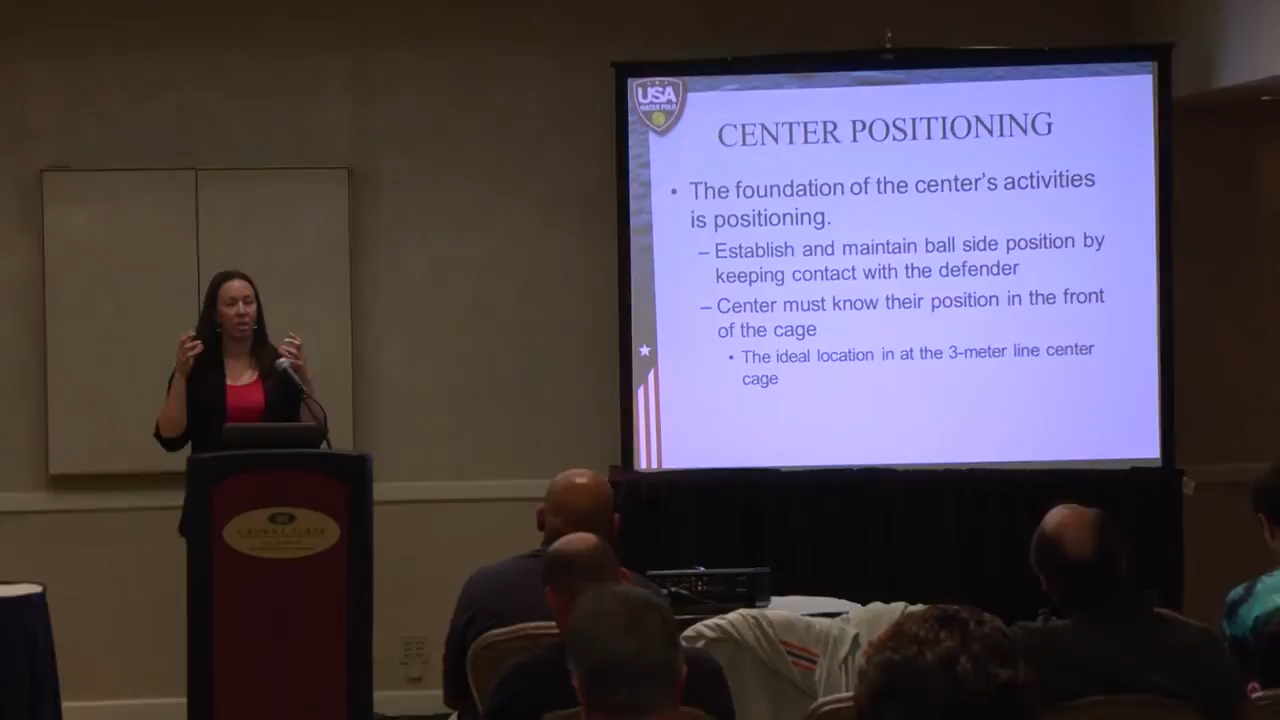 USA
WATER POLO
CENTER POSITIONING
• The foundation of the center's activities
is positioning.
– Establish and maintain ball side position by
keeping contact with the defender
– Center must know their position in the front
of the cage
• The ideal location in at the 3-meter line center
cage
CROWNE PLAZA